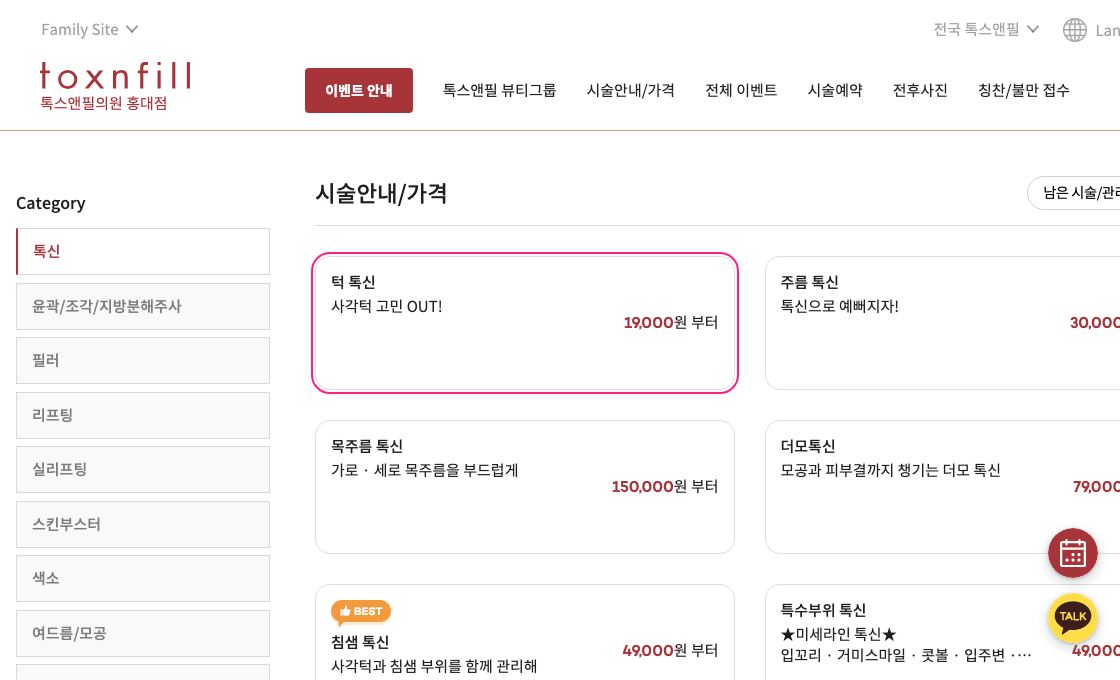 Family Site
전국 톡스앤필
Lan
toxnfill
톡스앤필의원 홍대점
이벤트 안내
톡스앤필 뷰티그룹
시술안내/가격
전체 이벤트
시술예약
전후사진
칭찬/불만 접수
Category
톡신
윤곽/조각/지방분해주사
필러
리프팅
실리프팅
스킨부스터
색소
여드름/모공
시술안내/가격
남은 시술/관리
턱 톡신
사각턱 고민 OUT!
19,000원 부터
주름 톡신
톡신으로 예뻐지자!
30,000
목주름 톡신
가로 · 세로 목주름을 부드럽게
150,000원 부터
더모톡신
모공과 피부결까지 챙기는 더모 톡신
79,000
BEST
침샘 톡신
사각턱과 침샘 부위를 함께 관리해
49,000원 부터
특수부위 톡신
★미세라인 톡신★
입꼬리 · 거미스마일 · 콧볼 · 입주변 ·…
49,000
TALK